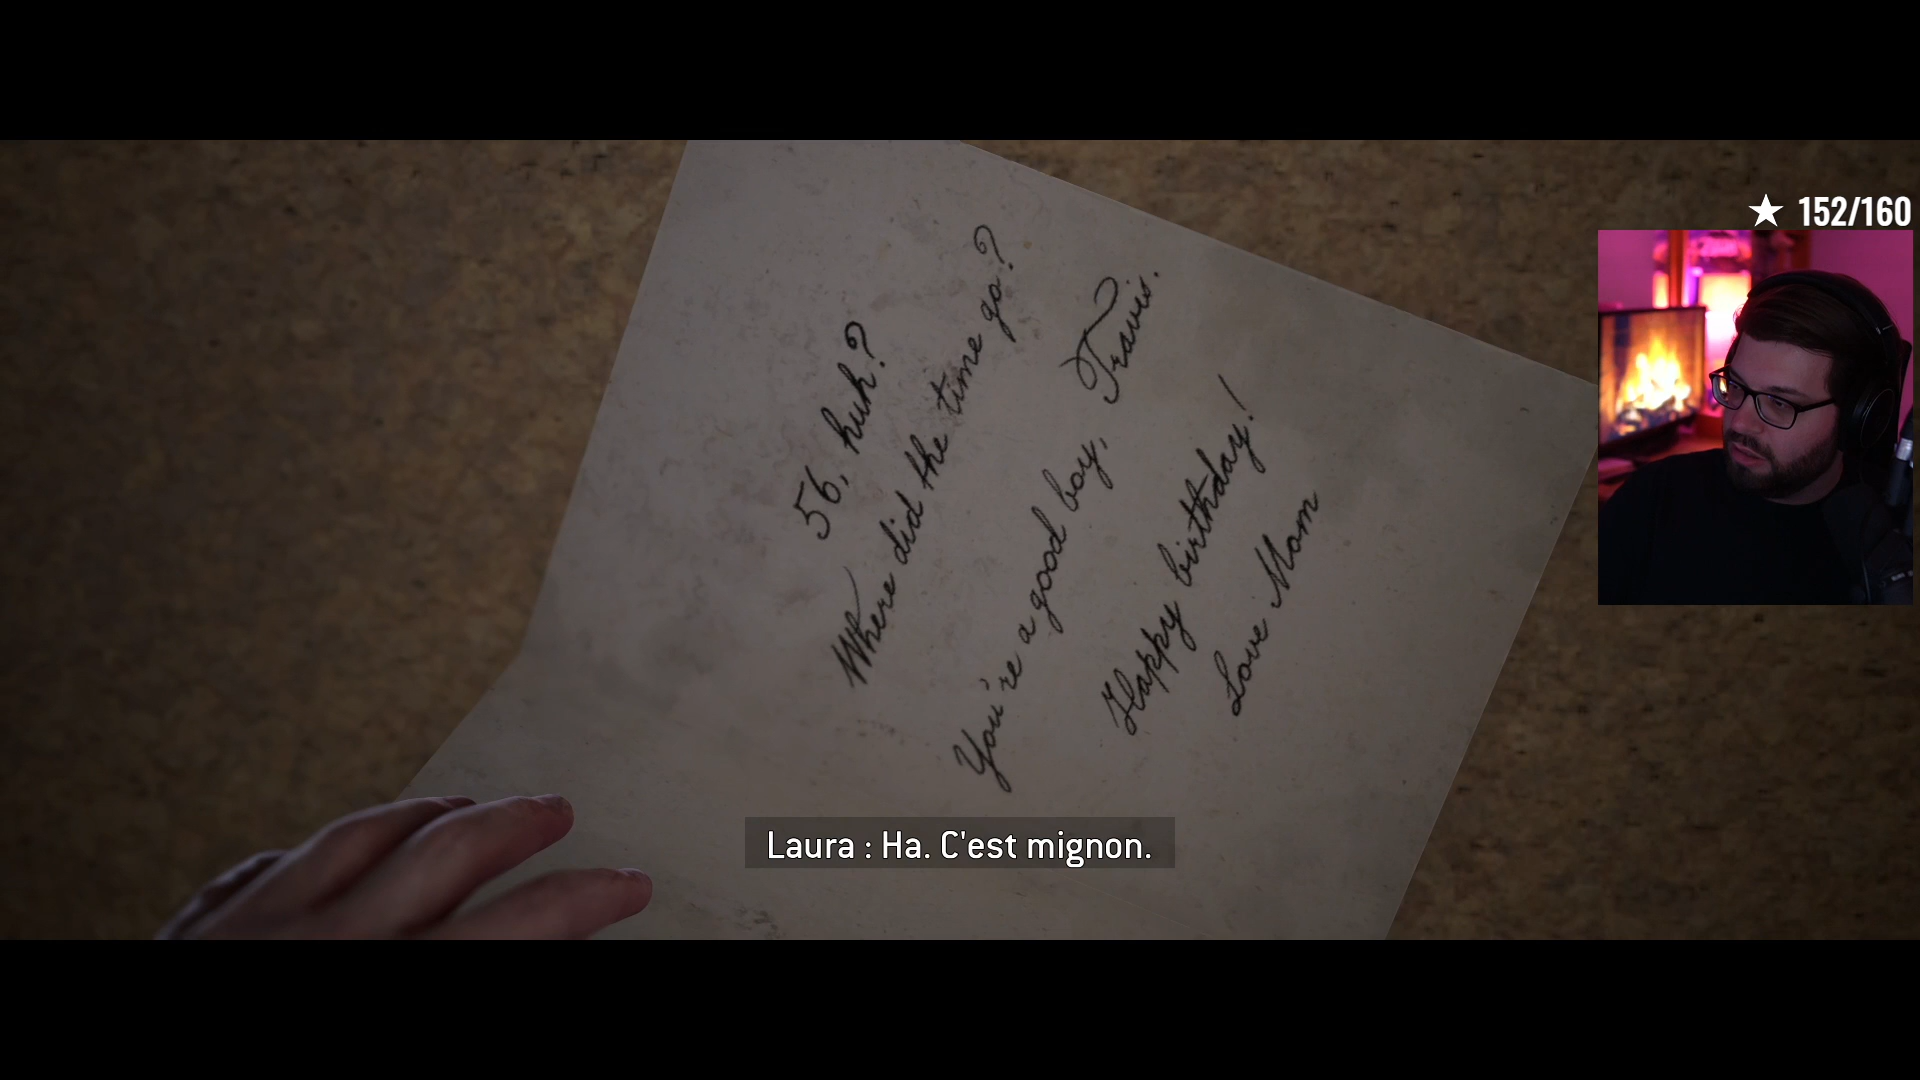 ★ 152/160
56, huh?
Where did the time go?
You're a good boy, Travis.
Happy birthday!
Love Mom
Laura : Ha. C'est mignon.